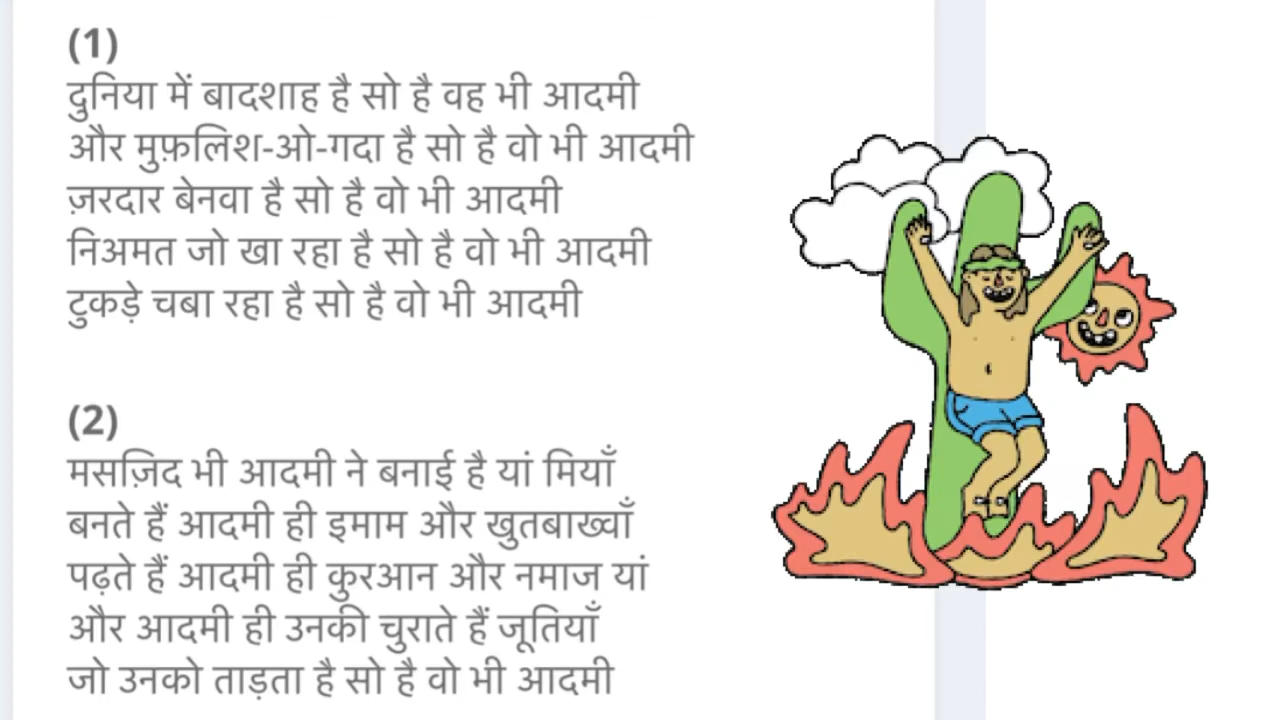 (1)
दुनिया में बादशाह है सो है वह भी आदमी
और मुफ़लिश-ओ-गदा है सो है वो भी आदमी
ज़रदार बेनवा है सो है वो भी आदमी
निअमत जो खा रहा है सो है वो भी आदमी
टुकड़े चबा रहा है सो है वो भी आदमी
(2)
मसज़िद भी आदमी ने बनाई है यां मियाँ
बनते हैं आदमी ही इमाम और खुतबाख्वाँ
पढ़ते हैं आदमी ही कुरआन और नमाज यां
और आदमी ही उनकी चुराते हैं जूतियाँ
जो उनको ताड़ता है सो है वो भी आदमी